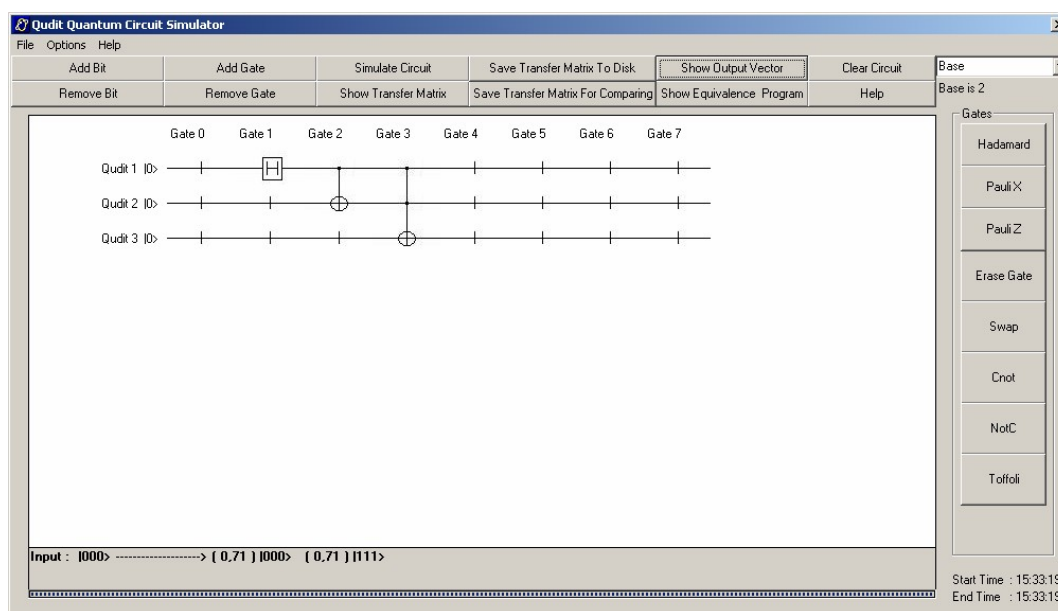 Qudit Quantum Circuit Simulator
File Options Help
Add Bit Add Gate Simulate Circuit Save Transfer Matrix To Disk Show Output Vector Clear Circuit Base
Remove Bit Remove Gate Show Transfer Matrix Save Transfer Matrix For Comparing Show Equivalence Program Help Base is 2
Gates
Gate 0 Gate 1 Gate 2 Gate 3 Gate 4 Gate 5 Gate 6 Gate 7
Hadamard
Qudit 1 |0> H
Pauli X
Qudit 2 |0>
Pauli Z
Qudit 3 |0>
Erase Gate
Swap
Cnot
NotC
Toffoli
Input : |000> --------------------> ( 0,71 ) |000> ( 0,71 ) |111>
Start Time : 15:33:19
End Time : 15:33:19